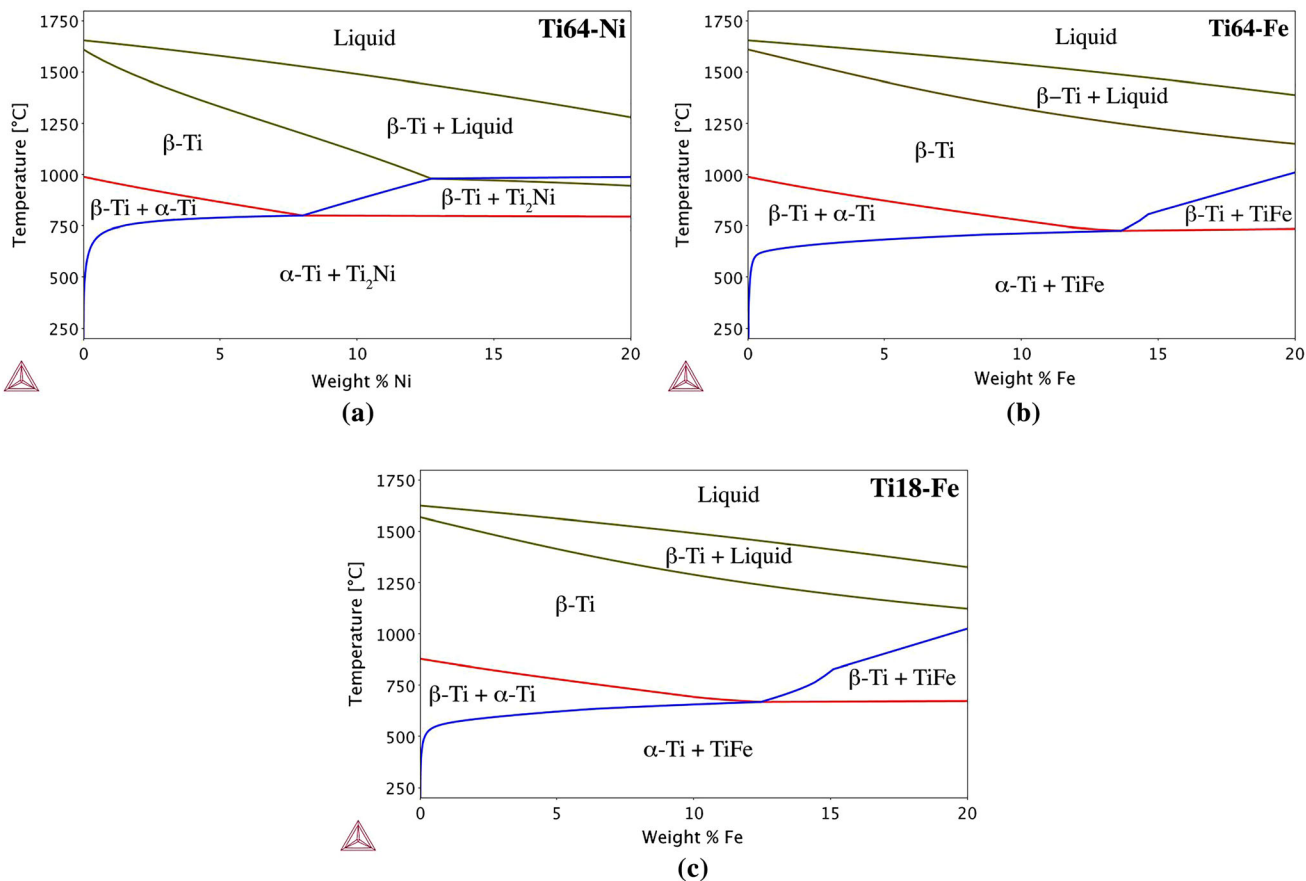 Ti64-Ni
Liquid
β-Ti + Liquid
β-Ti
β-Ti + α-Ti
β-Ti + Ti₂Ni
α-Ti + Ti₂Ni
Temperature [°C]
1750
1500
1250
1000
750
500
250
0
5
10
15
20
Weight % Ni
(a)
Ti64-Fe
Liquid
β–Ti + Liquid
β-Ti
β-Ti + α-Ti
β-Ti + TiFe
α-Ti + TiFe
Temperature [°C]
1750
1500
1250
1000
750
500
250
0
5
10
15
20
Weight % Fe
(b)
Ti18-Fe
Liquid
β-Ti + Liquid
β-Ti
β-Ti + α-Ti
β-Ti + TiFe
α-Ti + TiFe
Temperature [°C]
1750
1500
1250
1000
750
500
250
0
5
10
15
20
Weight % Fe
(c)